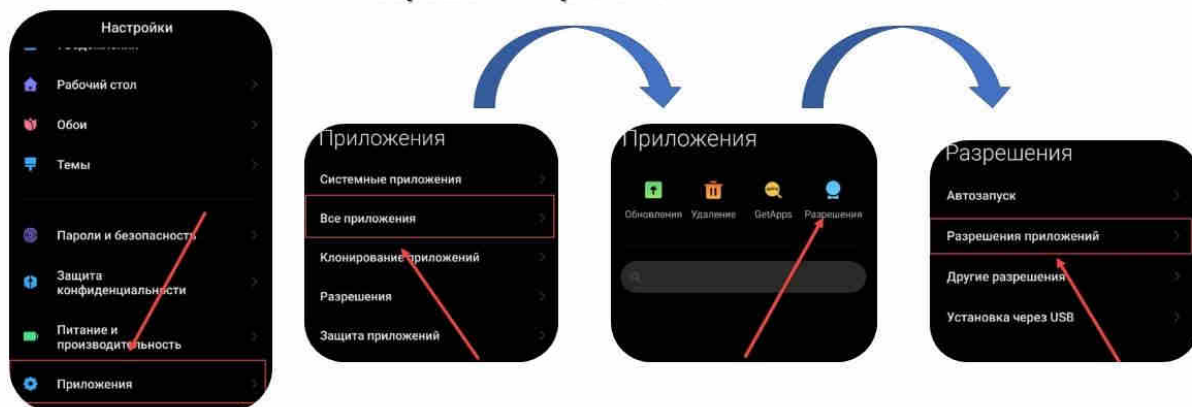 Настройки
Рабочий стол
Обои
Темы
Пароли и безопасность
Защита
конфиденциальности
Питание и
производительность
Приложения
Приложения
Системные приложения
Все приложения
Клонирование приложений
Разрешения
Защита приложений
Приложения
Обновления Удаление GetApps Разрешения
Разрешения
Автозапуск
Разрешения приложений
Другие разрешения
Установка через USB